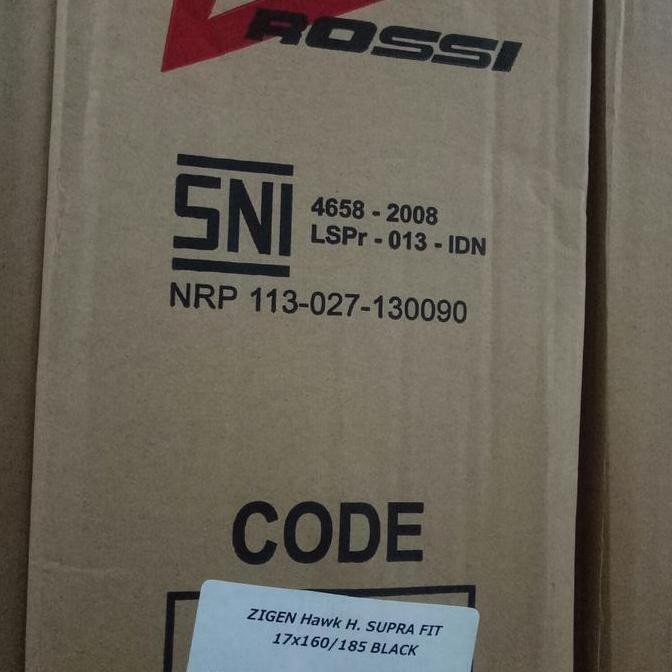 ROSSI
SNI
4658 - 2008
LSPr - 013 - IDN
NRP 113-027-130090
CODE
ZIGEN Hawk H. SUPRA FIT
17x160/185 BLACK